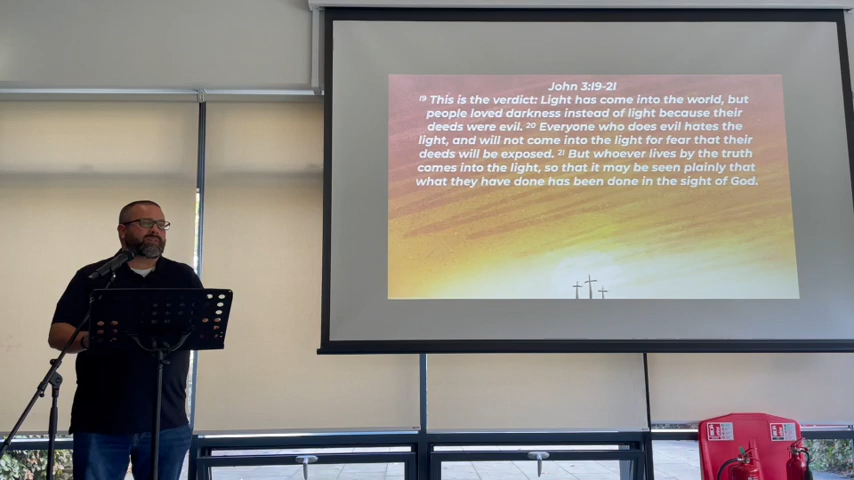 John 3:19-21
19 This is the verdict: Light has come into the world, but
people loved darkness instead of light because their
deeds were evil. 20 Everyone who does evil hates the
light, and will not come into the light for fear that their
deeds will be exposed. 21 But whoever lives by the truth
comes into the light, so that it may be seen plainly that
what they have done has been done in the sight of God.